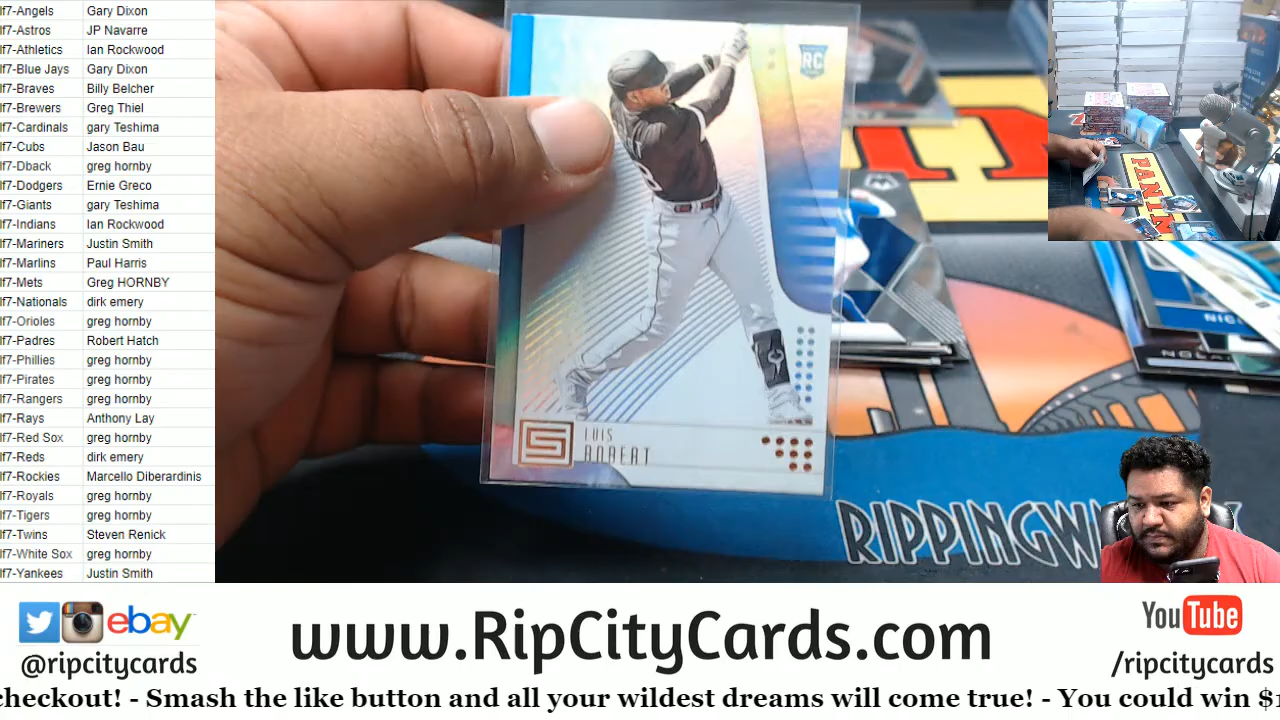 lf7-Angels Gary Dixon
lf7-Astros JP Navarre
lf7-Athletics Ian Rockwood
lf7-Blue Jays Gary Dixon
lf7-Braves Billy Belcher
lf7-Brewers Greg Thiel
lf7-Cardinals gary Teshima
lf7-Cubs Jason Bau
lf7-Dback greg hornby
lf7-Dodgers Ernie Greco
lf7-Giants gary Teshima
lf7-Indians Ian Rockwood
lf7-Mariners Justin Smith
lf7-Marlins Paul Harris
lf7-Mets Greg HORNBY
lf7-Nationals dirk emery
lf7-Orioles greg hornby
lf7-Padres Robert Hatch
lf7-Phillies greg hornby
lf7-Pirates greg hornby
lf7-Rangers greg hornby
lf7-Rays Anthony Lay
lf7-Red Sox greg hornby
lf7-Reds dirk emery
lf7-Rockies Marcello Diberardinis
lf7-Royals greg hornby
lf7-Tigers greg hornby
lf7-Twins Steven Renick
lf7-White Sox greg hornby
lf7-Yankees Justin Smith
RC
LUIS
ROBERT
NIC
NOLA
PANIN
RIPPINGW
ebay
@ripcitycards
www.RipCityCards.com
YouTube
/ripcitycards
checkout! - Smash the like button and all your wildest dreams will come true! - You could win $